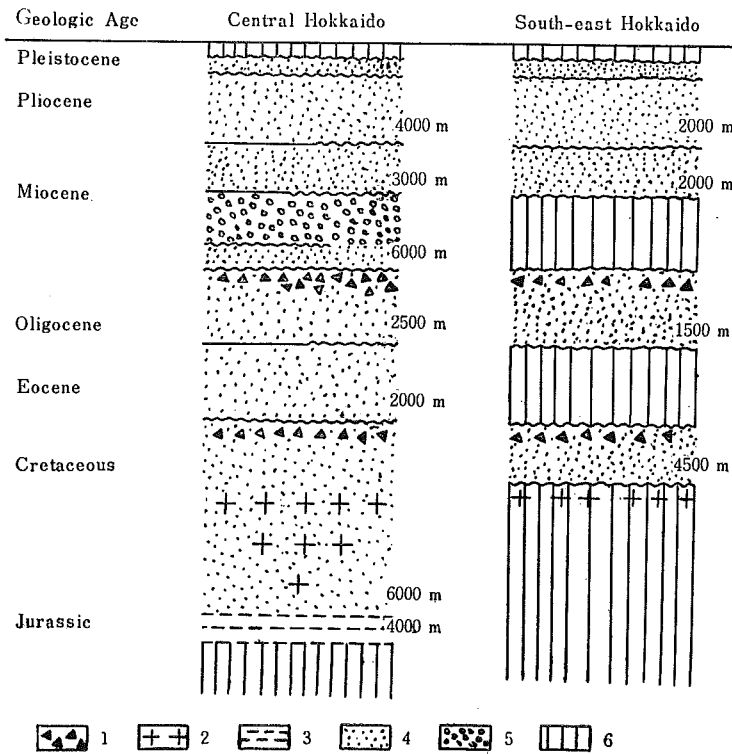 Geologic Age Central Hokkaido South-east Hokkaido
Pleistocene
Pliocene
4000 m 2000 m
3000 m 2000 m
Miocene
6000 m
Oligocene 2500 m 1500 m
Eocene
2000 m
Cretaceous 4500 m
6000 m
Jurassic 4000 m
1 2 3 4 5 6